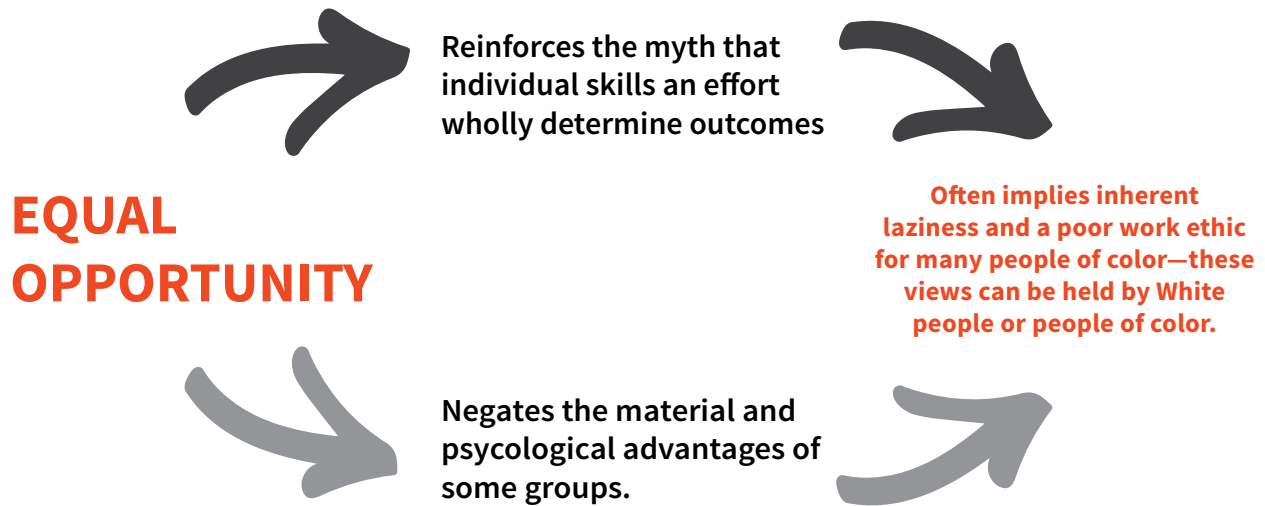 Reinforces the myth that
individual skills an effort
wholly determine outcomes
EQUAL
OPPORTUNITY
Often implies inherent
laziness and a poor work ethic
for many people of color—these
views can be held by White
people or people of color.
Negates the material and
psycological advantages of
some groups.